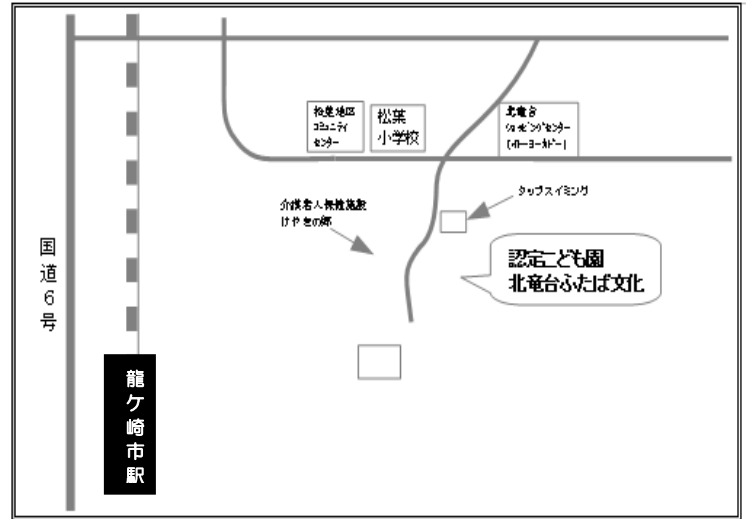 松葉地区
コミュニティ
センター
松葉
小学校
北竜台
ショッピングセンター
(イトーヨーカドー)
タップスイミング
介護老人保健施設
けやきの郷
認定こども園
北竜台ふたば文化
国道6号
龍ケ崎市駅